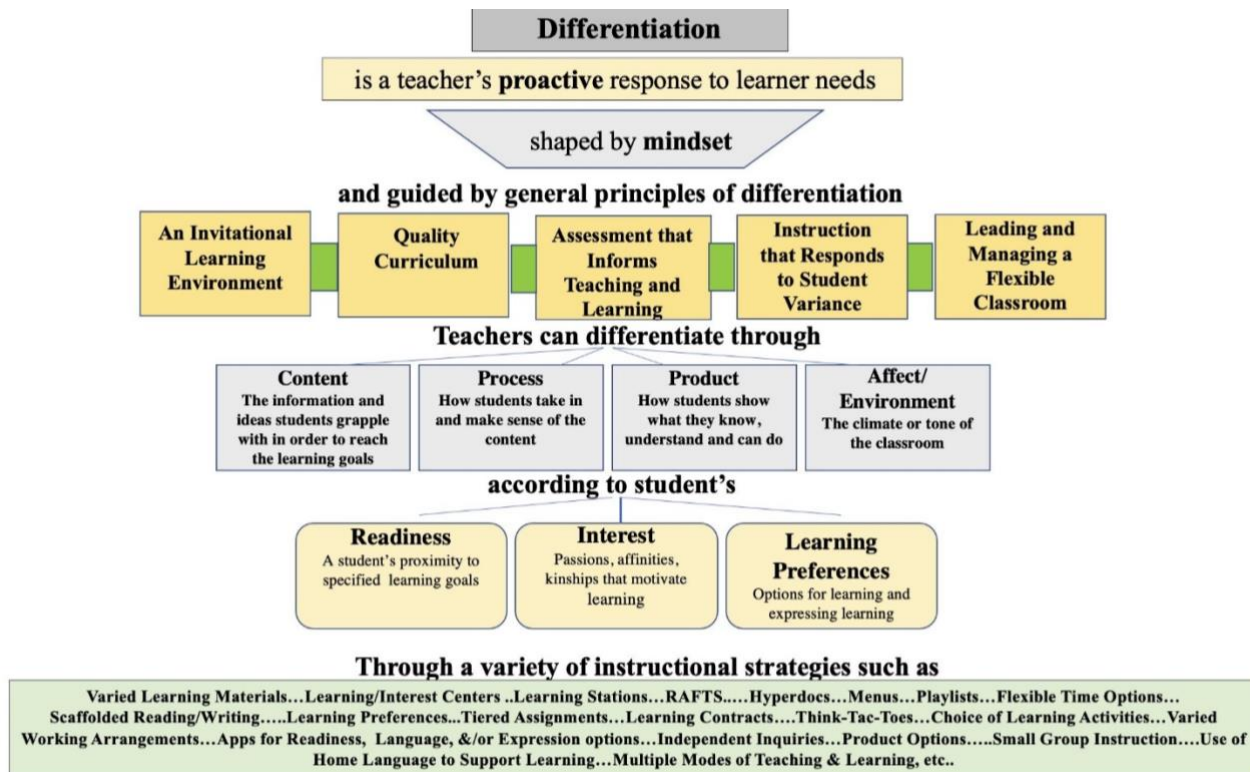 Differentiation
is a teacher's proactive response to learner needs
shaped by mindset
and guided by general principles of differentiation
An Invitational
Learning
Environment
Quality
Curriculum
Assessment that
Informs
Teaching and
Learning
Instruction
that Responds
to Student
Variance
Leading and
Managing a
Flexible
Classroom
Teachers can differentiate through
Content
The information and
ideas students grapple
with in order to reach
the learning goals
Process
How students take in
and make sense of the
content
Product
How students show
what they know,
understand and can do
Affect/
Environment
The climate or tone of
the classroom
according to student's
Readiness
A student's proximity to
specified learning goals
Interest
Passions, affinities,
kinships that motivate
learning
Learning
Preferences
Options for learning and
expressing learning
Through a variety of instructional strategies such as
Varied Learning Materials…Learning/Interest Centers ..Learning Stations…RAFTS…..Hyperdocs…Menus…Playlists…Flexible Time Options…
Scaffolded Reading/Writing…..Learning Preferences...Tiered Assignments…Learning Contracts….Think-Tac-Toes…Choice of Learning Activities…Varied
Working Arrangements…Apps for Readiness, Language, &/or Expression options…Independent Inquiries…Product Options…..Small Group Instruction….Use of
Home Language to Support Learning…Multiple Modes of Teaching & Learning, etc..